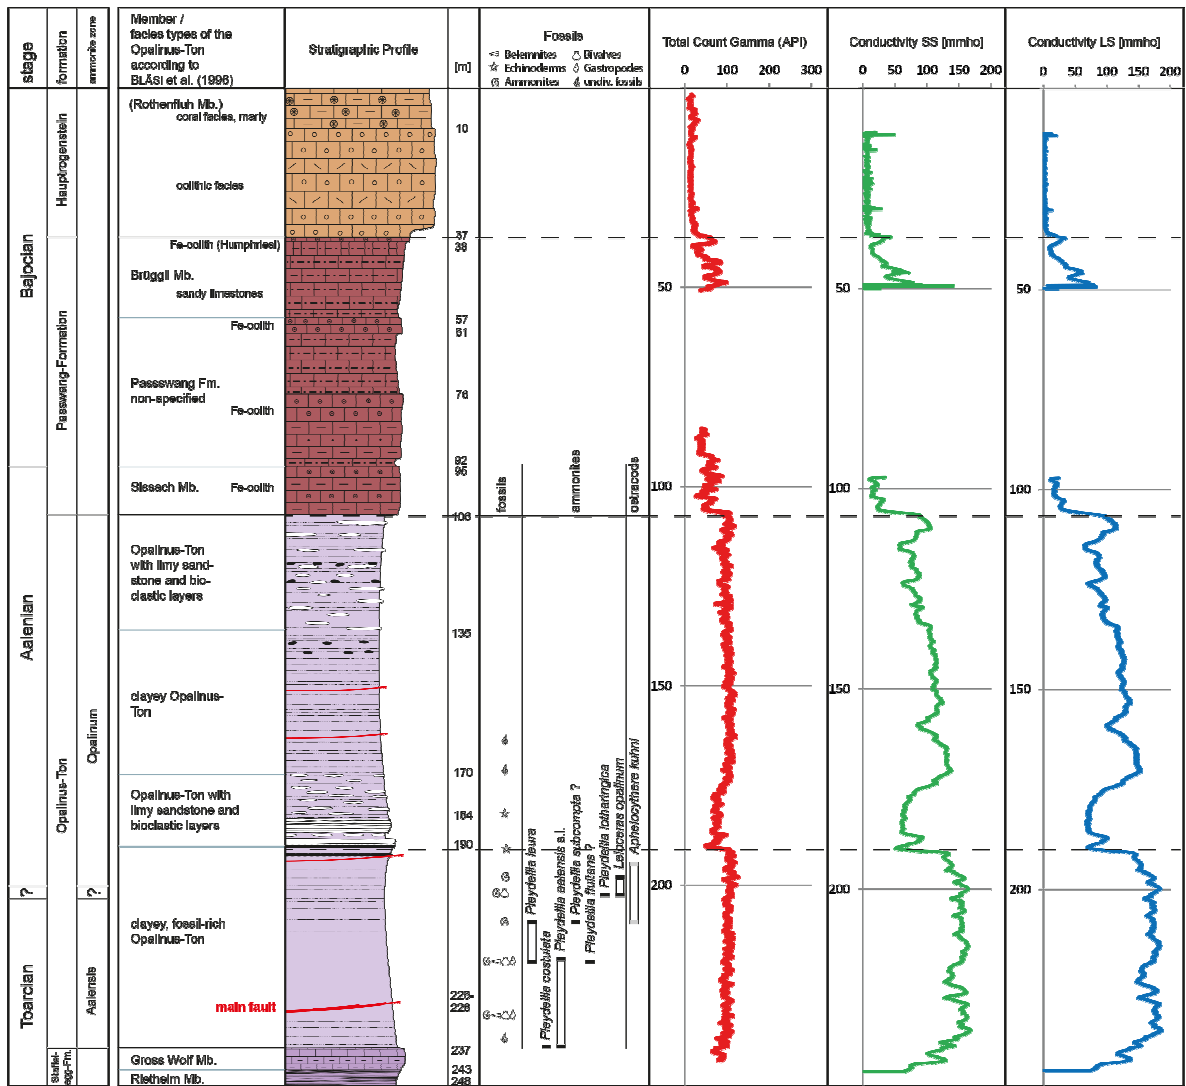 stage
formation
ammonite zone
Member /
facies types of the
Opalinus-Ton
according to
BLÄSI et al. (1996)
Stratigraphic Profile
[m]
Fossils
Belemnites
Bivalves
Echinoderms
Gastropodes
Ammonites
undiv. fossils
Total Count Gamma (API)
0 100 200 300
Conductivity SS [mmho]
0 50 100 150 200
Conductivity LS [mmho]
0 50 100 150 200
Bajocian
Aalenian
?
Toarcian
Hauptrogenstein
Passwang-Formation
Opalinus-Ton
Staffel-
egg-Fm.
Opalinum
?
Aalensis
(Rothenfluh Mb.)
coral facies, marly
oolithic facies
Fe-oolith (Humphriesi)
Brüggli Mb.
sandy limestones
Fe-oolith
Passswang Fm.
non-specified
Fe-oolith
Sissach Mb.
Fe-oolith
Opalinus-Ton
with limy sand-
stone and bio-
clastic layers
clayey Opalinus-
Ton
Opalinus-Ton with
limy sandstone and
bioclastic layers
clayey, fossil-rich
Opalinus-Ton
main fault
Gross Wolf Mb.
Rietheim Mb.
10
37
38
57
61
76
92
95
106
135
170
184
190
226-
228
237
243
248
fossils
ammonites
ostracods
Pleydellia leura
Pleydellia costulata
Pleydellia aalensis s.l.
Pleydellia subcompta ?
Pleydellia fluitans ?
Pleydellia lotharingica
Leioceras opalinum
Aphelocythere kuhni
50
100
150
200
50
100
150
200
50
100
150
200